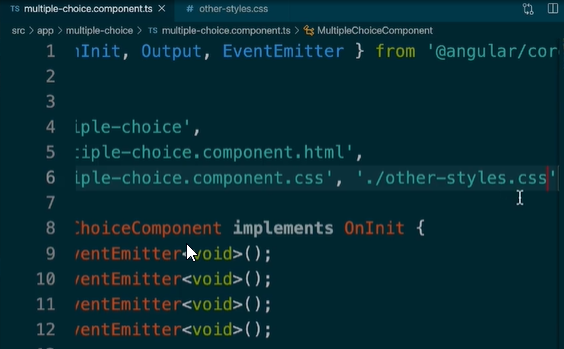 TS multiple-choice.component.ts × # other-styles.css
src > app > multiple-choice > TS multiple-choice.component.ts > MultipleChoiceComponent
1 nInit, Output, EventEmitter } from '@angular/cor
2
3
4 iple-choice',
5 tiple-choice.component.html',
6 iple-choice.component.css', './other-styles.css'
7
8 ChoiceComponent implements OnInit {
9 ventEmitter<void>();
10 ventEmitter<void>();
11 ventEmitter<void>();
12 ventEmitter<void>();